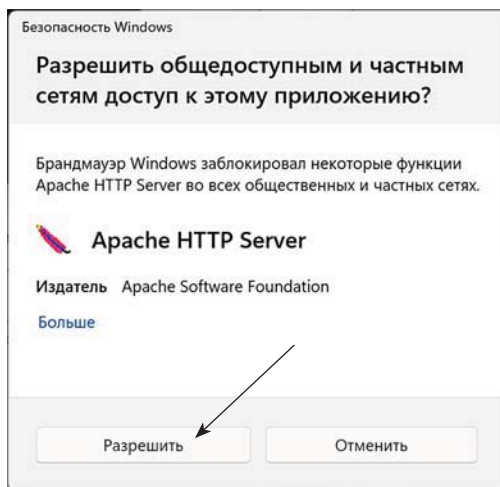 Безопасность Windows
Разрешить общедоступным и частным
сетям доступ к этому приложению?
Брандмауэр Windows заблокировал некоторые функции
Apache HTTP Server во всех общественных и частных сетях.
Apache HTTP Server
Издатель Apache Software Foundation
Больше
Разрешить Отменить